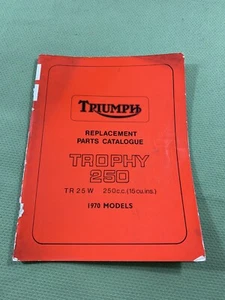 TRIUMPH
REPLACEMENT
PARTS CATALOGUE
TROPHY
250
TR25W 250c.c.(15cu.ins.)
1970 MODELS